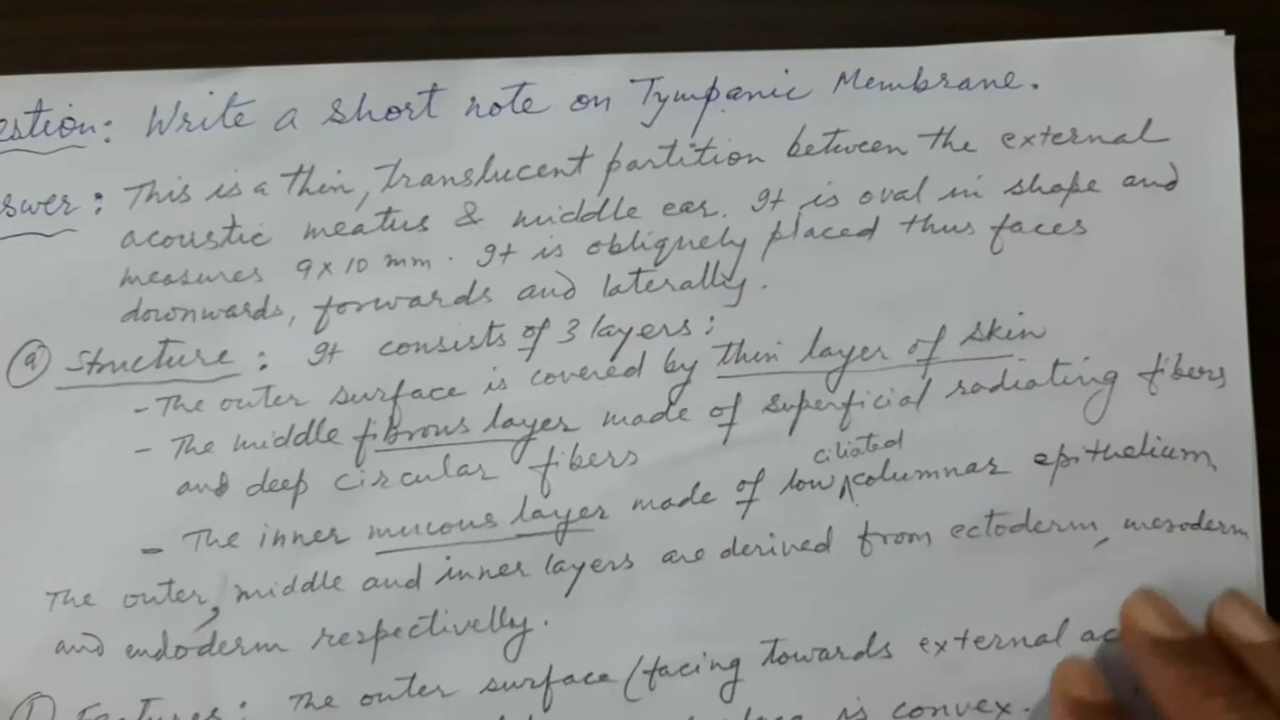 estion: Write a short note on Tympanic Membrane.
swer: This is a thin, translucent partition between the external
acoustic meatus & middle ear. It is oval in shape and
measures 9x10 mm. It is obliquely placed thus faces
downwards, forwards and laterally.
(a) Structure: It consists of 3 layers:
- The outer surface is covered by thin layer of skin
- The middle fibrous layer made of superficial radiating fibers
and deep circular fibers
ciliated
- The inner mucous layer made of low columnar epithelium,
The outer, middle and inner layers are derived from ectoderm, mesoderm
and endoderm respectivelly.
Features: The outer surface (facing towards external ac
is convex.